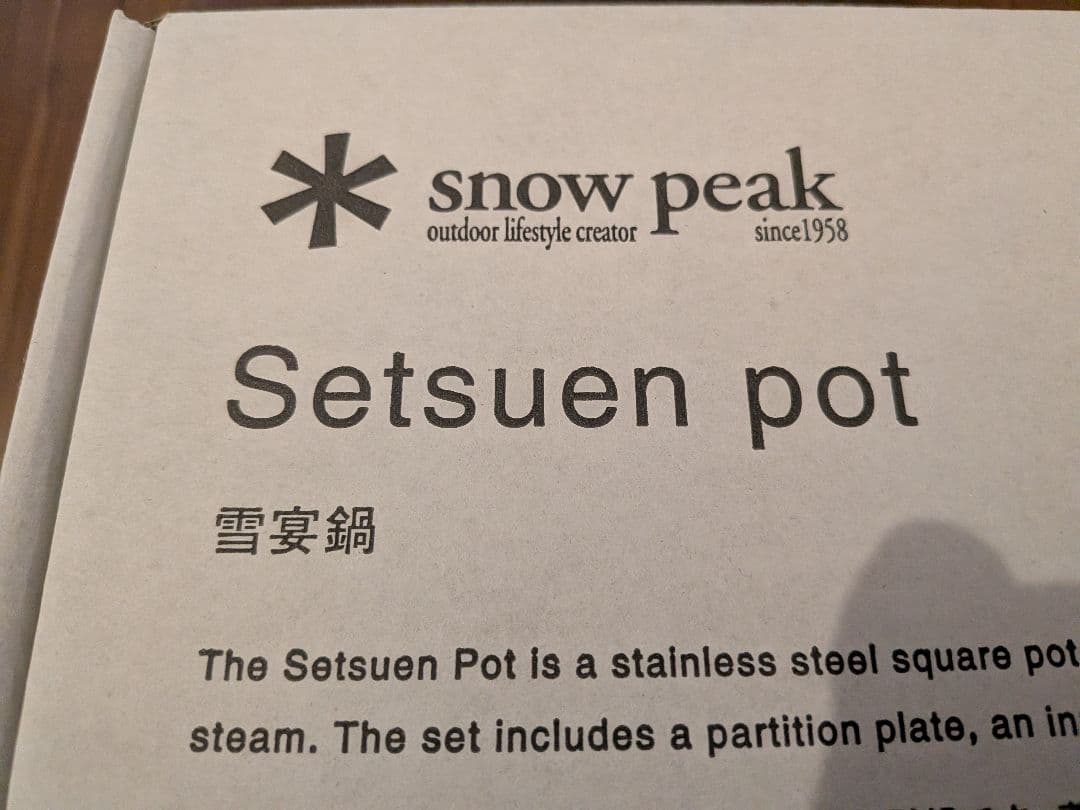 snow peak
outdoor lifestyle creator since1958
Setsuen pot
雪宴鍋
The Setsuen Pot is a stainless steel square pot
steam. The set includes a partition plate, an in